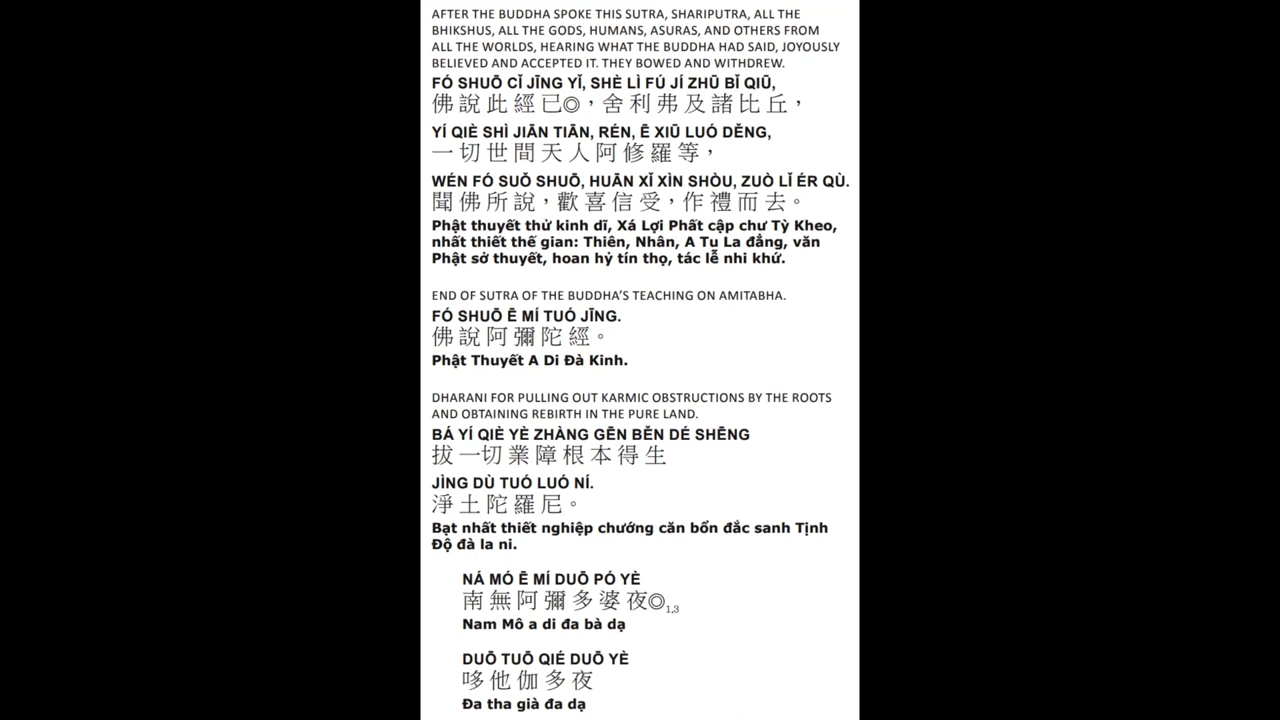 AFTER THE BUDDHA SPOKE THIS SUTRA, SHARIPUTRA, ALL THE
BHIKSHUS, ALL THE GODS, HUMANS, ASURAS, AND OTHERS FROM
ALL THE WORLDS, HEARING WHAT THE BUDDHA HAD SAID, JOYOUSLY
BELIEVED AND ACCEPTED IT. THEY BOWED AND WITHDREW.
FÓ SHUŌ CǏ JĪNG YǏ, SHÈ LÌ FÚ JÍ ZHŪ BǏ QIŪ,
佛說此經已◎，舍利弗及諸比丘，
YÍ QIÈ SHÌ JIĀN TIĀN, RÉN, Ē XIŪ LUÓ DĚNG,
一切世間天人阿修羅等，
WÉN FÓ SUǑ SHUŌ, HUĀN XǏ XÌN SHÒU, ZUÒ LǏ ÉR QÙ.
聞佛所說，歡喜信受，作禮而去。
Phật thuyết thử kinh dĩ, Xá Lợi Phất cập chư Tỳ Kheo,
nhất thiết thế gian: Thiên, Nhân, A Tu La đẳng, văn
Phật sở thuyết, hoan hỷ tín thọ, tác lễ nhi khứ.
END OF SUTRA OF THE BUDDHA’S TEACHING ON AMITABHA.
FÓ SHUŌ Ē MÍ TUÓ JĪNG.
佛說阿彌陀經。
Phật Thuyết A Di Đà Kinh.
DHARANI FOR PULLING OUT KARMIC OBSTRUCTIONS BY THE ROOTS
AND OBTAINING REBIRTH IN THE PURE LAND.
BÁ YÍ QIÈ YÈ ZHÀNG GĒN BĚN DÉ SHĒNG
拔一切業障根本得生
JÌNG DÙ TUÓ LUÓ NÍ.
淨土陀羅尼。
Bạt nhất thiết nghiệp chướng căn bổn đắc sanh Tịnh
Độ đà la ni.
NÁ MÓ Ē MÍ DUŌ PÓ YÈ
南無阿彌多婆夜◎1,3
Nam Mô a di đa bà dạ
DUŌ TUŌ QIÉ DUŌ YÈ
哆他伽多夜
Đa tha già đa dạ